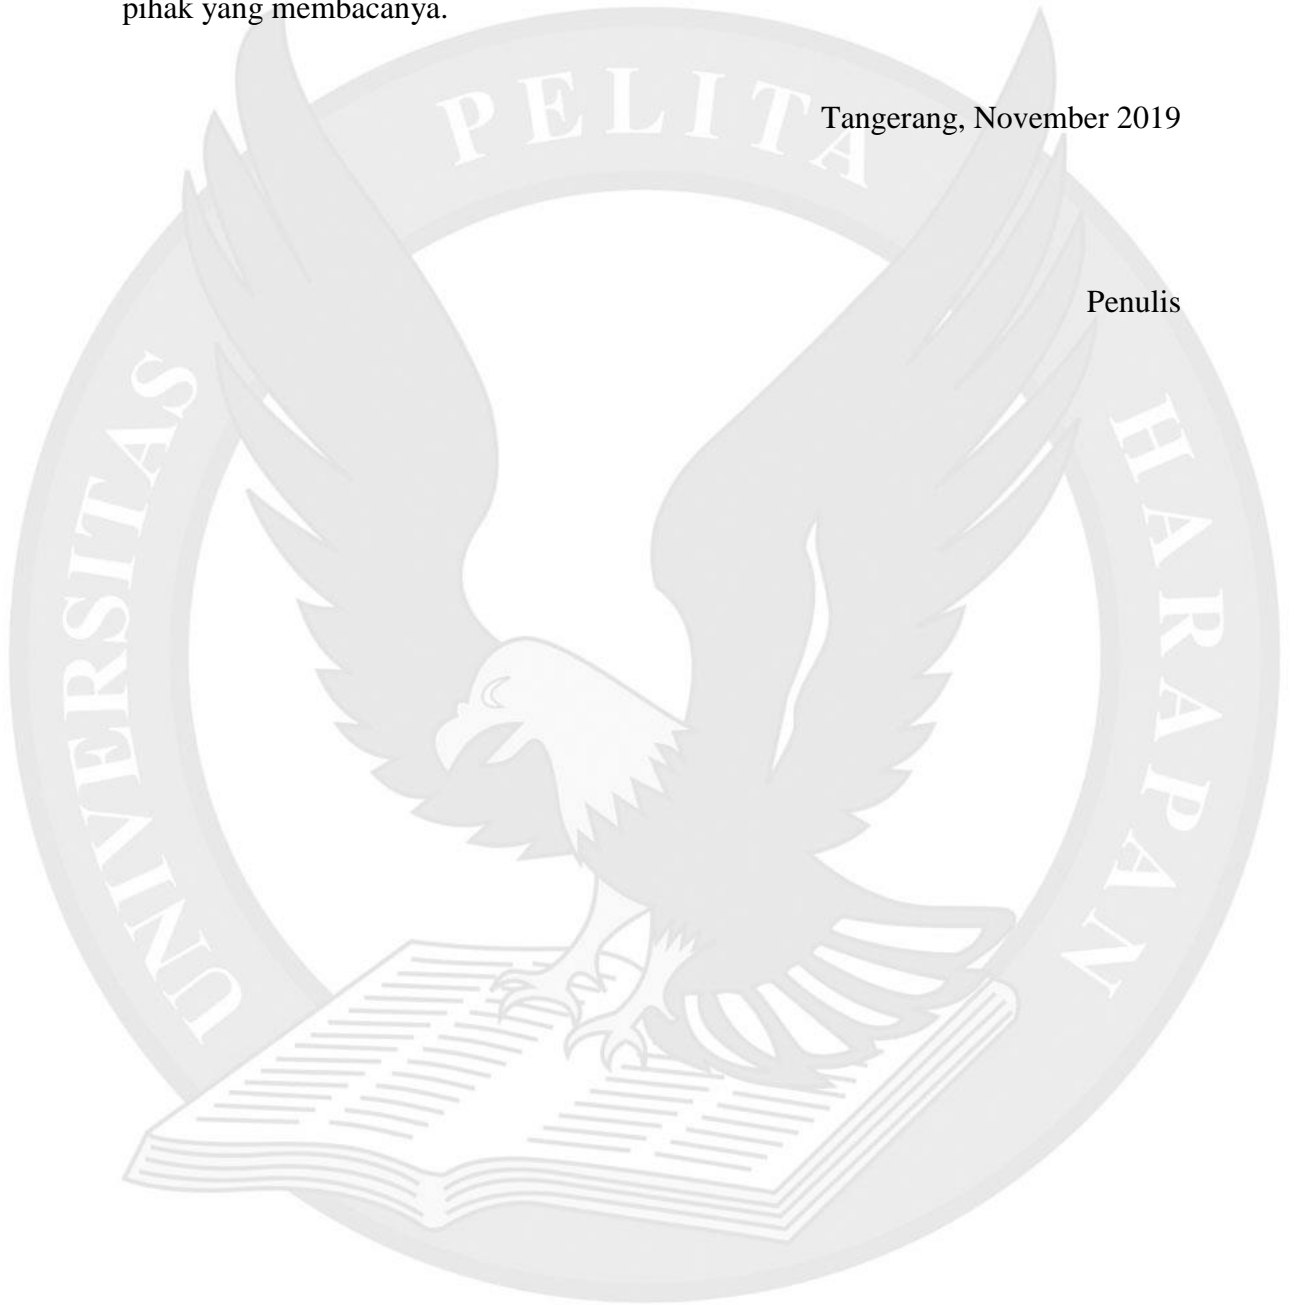 pihak yang membacanya.
PELITA
Tangerang, November 2019
Penulis
UNIVERSITAS
HARAPAN